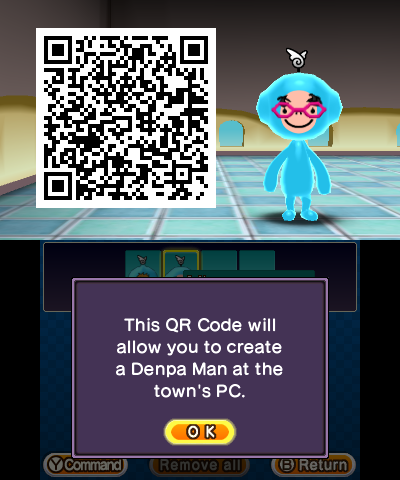 This QR Code will
allow you to create
a Denpa Man at the
town's PC.
OK
Y Command
Remove all
B Return